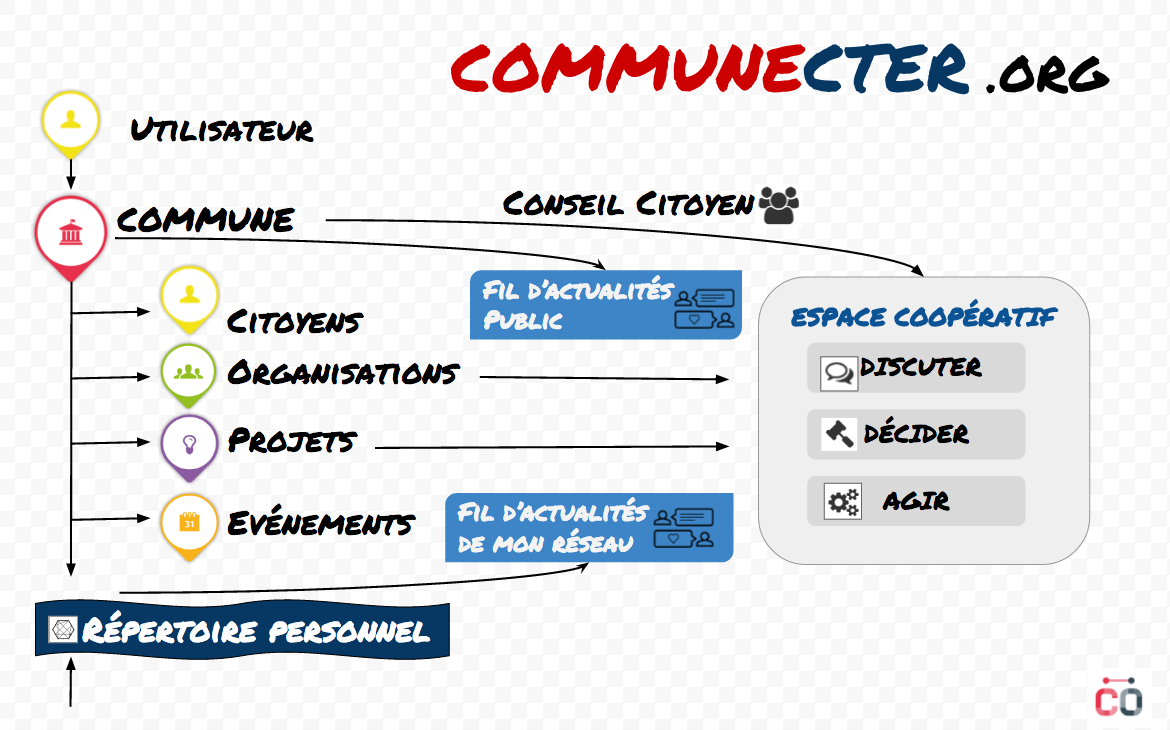 COMMUNECTER .ORG
UTILISATEUR
COMMUNE
CONSEIL CITOYEN
FIL D'ACTUALITÉS
PUBLIC
CITOYENS
ORGANISATIONS
PROJETS
31
EVÉNEMENTS
ESPACE COOPÉRATIF
DISCUTER
DÉCIDER
AGIR
FIL D'ACTUALITÉS
DE MON RÉSEAU
RÉPERTOIRE PERSONNEL
CO